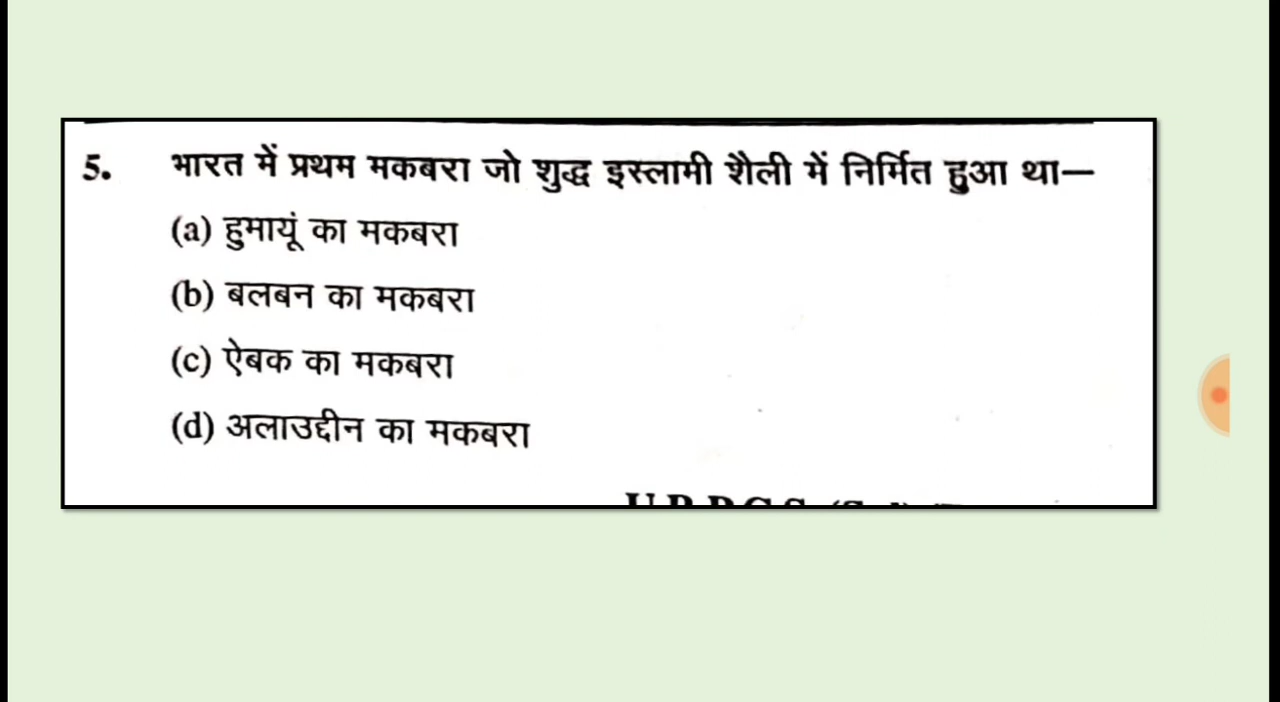 5. भारत में प्रथम मकबरा जो शुद्ध इस्लामी शैली में निर्मित हुआ था—
(a) हुमायूं का मकबरा
(b) बलबन का मकबरा
(c) ऐबक का मकबरा
(d) अलाउद्दीन का मकबरा